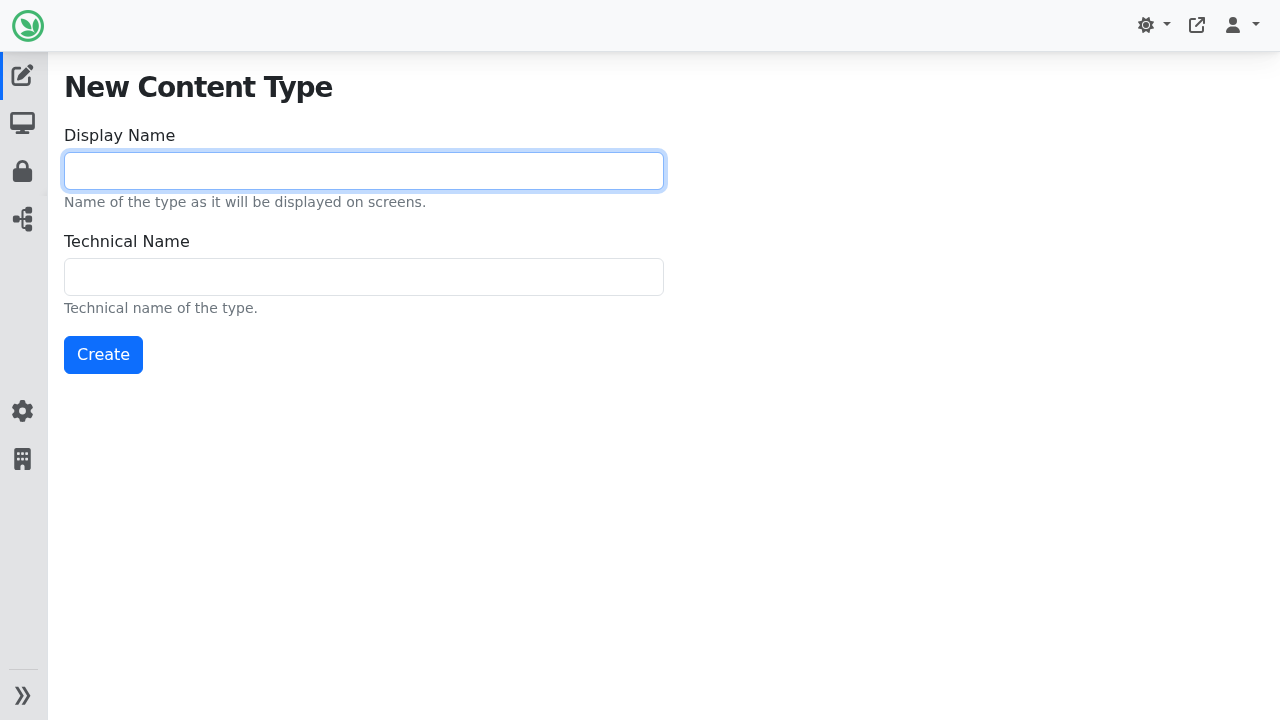 New Content Type
Display Name
Name of the type as it will be displayed on screens.
Technical Name
Technical name of the type.
Create